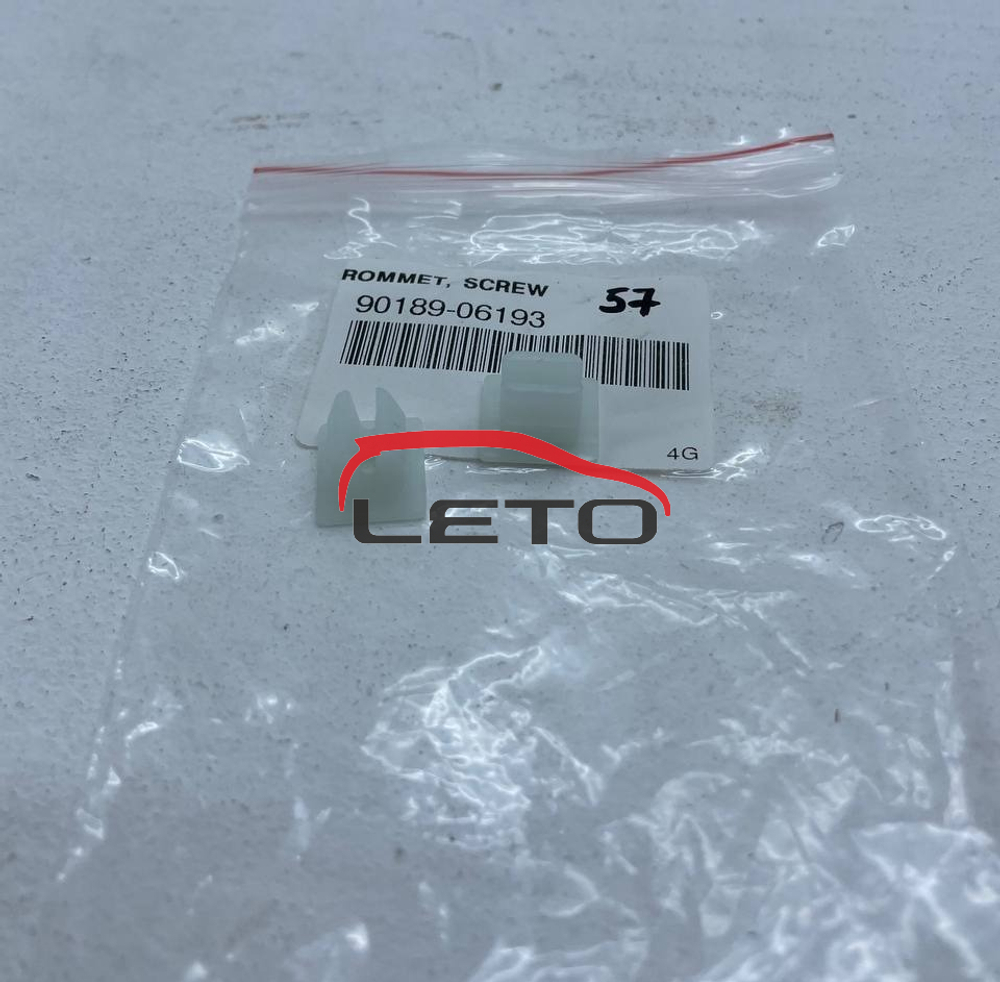 ROMMET, SCREW
57
90189-06193
4G
LETO